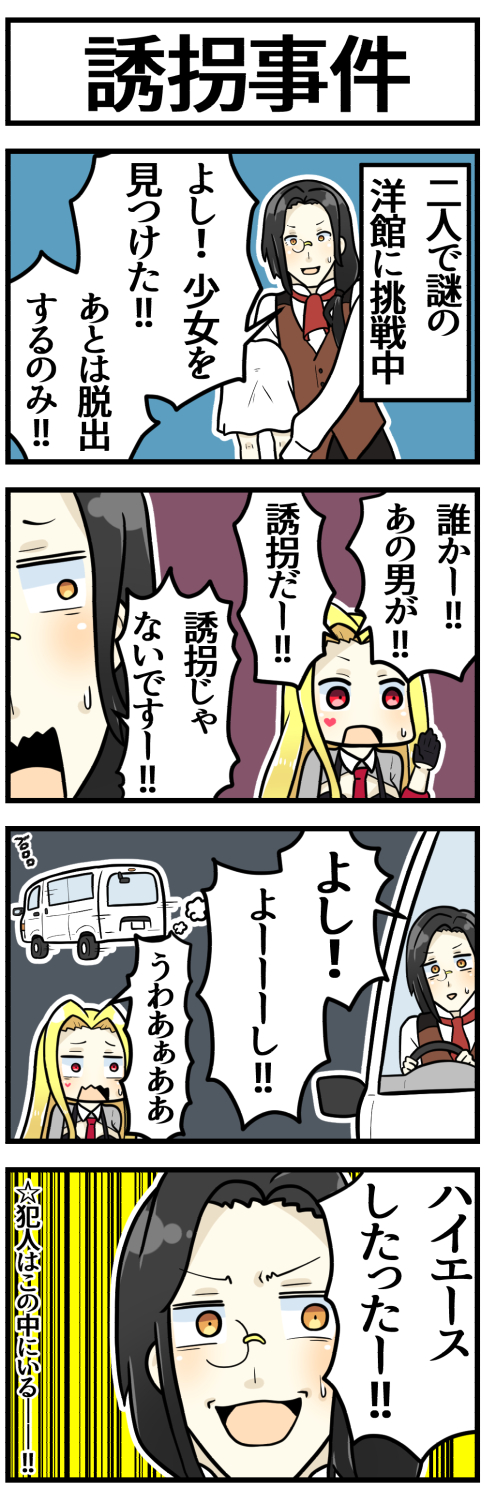 誘拐事件
二人で謎の
洋館に挑戦中
よし！少女を
見つけた!!
あとは脱出
するのみ!!
誰かー!!
あの男が!!
誘拐だー!!
誘拐じゃ
ないですー!!
よし！
よーーーし!!
うわあぁああ
ハイエース
したったー!!
☆犯人はこの中にいる――!!